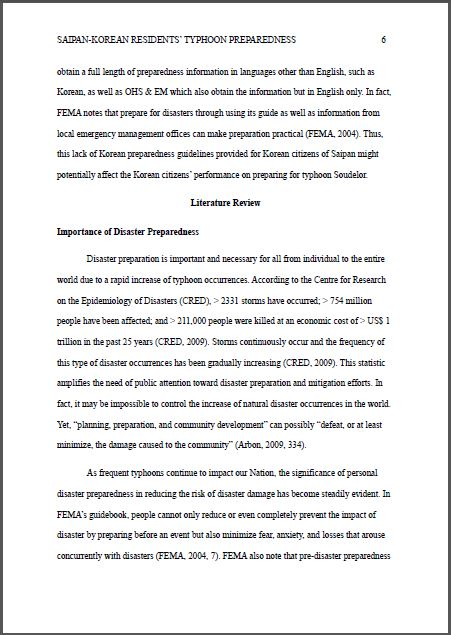 SAIPAN-KOREAN RESIDENTS' TYPHOON PREPAREDNESS 6
obtain a full length of preparedness information in languages other than English, such as
Korean, as well as OHS & EM which also obtain the information but in English only. In fact,
FEMA notes that prepare for disasters through using its guide as well as information from
local emergency management offices can make preparation practical (FEMA, 2004). Thus,
this lack of Korean preparedness guidelines provided for Korean citizens of Saipan might
potentially affect the Korean citizens' performance on preparing for typhoon Soudelor.
Literature Review
Importance of Disaster Preparedness
Disaster preparation is important and necessary for all from individual to the entire
world due to a rapid increase of typhoon occurrences. According to the Centre for Research
on the Epidemiology of Disasters (CRED), > 2331 storms have occurred; > 754 million
people have been affected; and > 211,000 people were killed at an economic cost of > US$ 1
trillion in the past 25 years (CRED, 2009). Storms continuously occur and the frequency of
this type of disaster occurrences has been gradually increasing (CRED, 2009). This statistic
amplifies the need of public attention toward disaster preparation and mitigation efforts. In
fact, it may be impossible to control the increase of natural disaster occurrences in the world.
Yet, “planning, preparation, and community development” can possibly “defeat, or at least
minimize, the damage caused to the community” (Arbon, 2009, 334).
As frequent typhoons continue to impact our Nation, the significance of personal
disaster preparedness in reducing the risk of disaster damage has become steadily evident. In
FEMA's guidebook, people cannot only reduce or even completely prevent the impact of
disaster by preparing before an event but also minimize fear, anxiety, and losses that arouse
concurrently with disasters (FEMA, 2004, 7). FEMA also note that pre-disaster preparedness